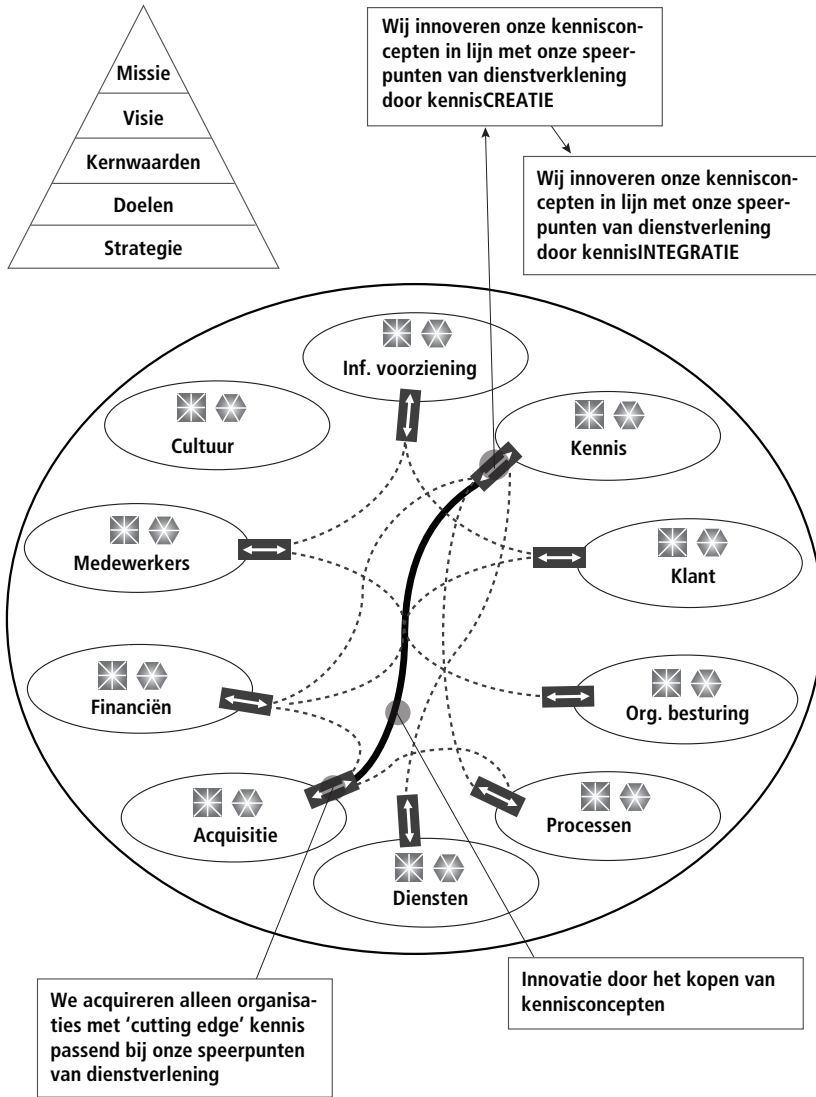 Missie
Visie
Kernwaarden
Doelen
Strategie
Wij innoveren onze kenniscon-
cepten in lijn met onze speer-
punten van dienstverklening
door kennisCREATIE
Wij innoveren onze kenniscon-
cepten in lijn met onze speer-
punten van dienstverlening
door kennisINTEGRATIE
Inf. voorziening
Cultuur
Kennis
Medewerkers
Klant
Financiën
Org. besturing
Acquisitie
Processen
Diensten
We acquireren alleen organisa-
ties met ‘cutting edge’ kennis
passend bij onze speerpunten
van dienstverlening
Innovatie door het kopen van
kennisconcepten